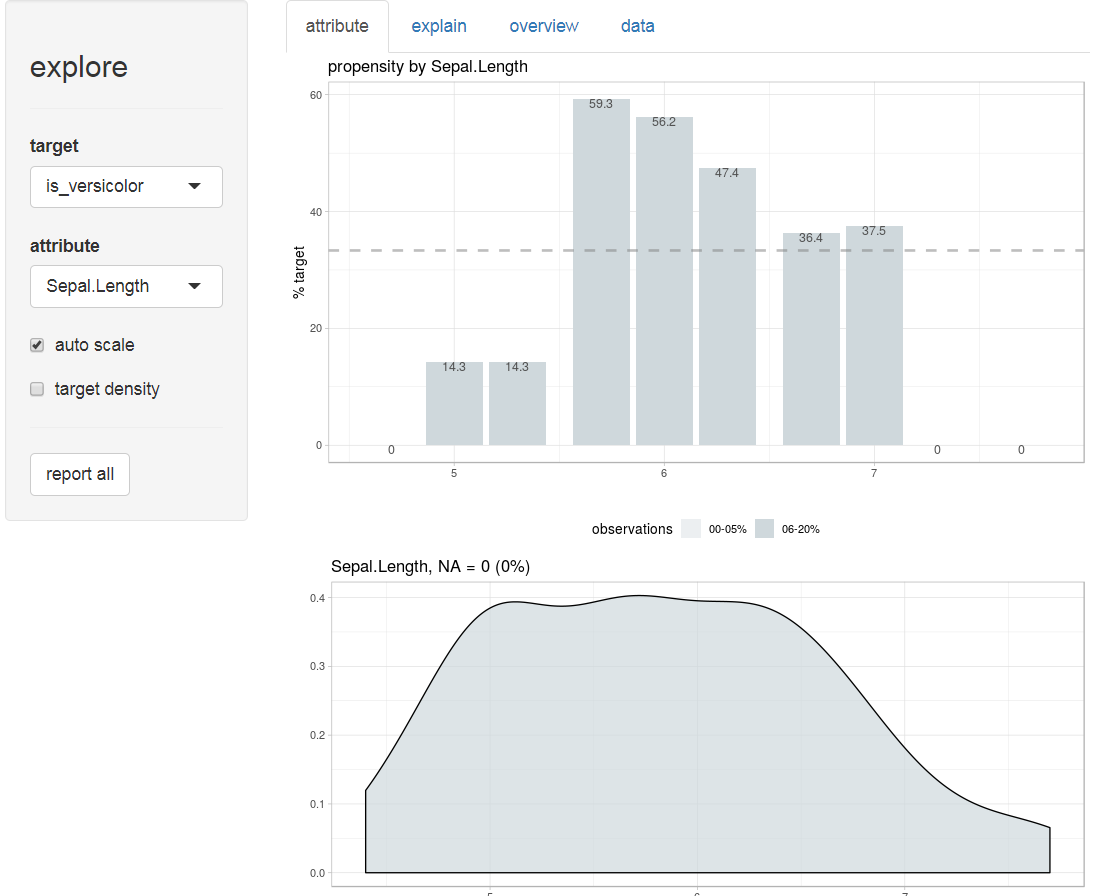 explore
target
is_versicolor
attribute
Sepal.Length
auto scale
target density
report all
attribute explain overview data
propensity by Sepal.Length
% target
60
40
20
0
59.3
56.2
47.4
36.4
37.5
14.3
14.3
0
0
0
5 6 7
observations 00-05% 06-20%
Sepal.Length, NA = 0 (0%)
0.4
0.3
0.2
0.1
0.0